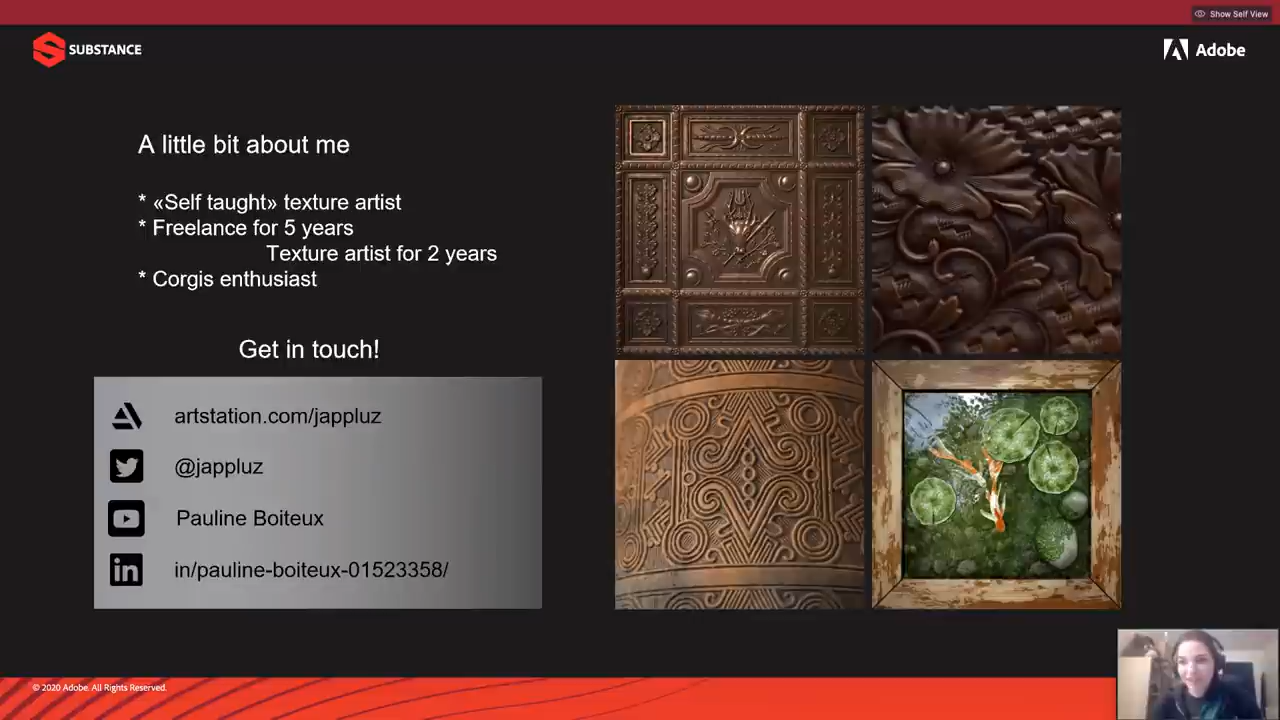 Show Self View
SUBSTANCE
Adobe
A little bit about me
* «Self taught» texture artist
* Freelance for 5 years
Texture artist for 2 years
* Corgis enthusiast
Get in touch!
artstation.com/jappluz
@jappluz
Pauline Boiteux
in/pauline-boiteux-01523358/
© 2020 Adobe. All Rights Reserved.